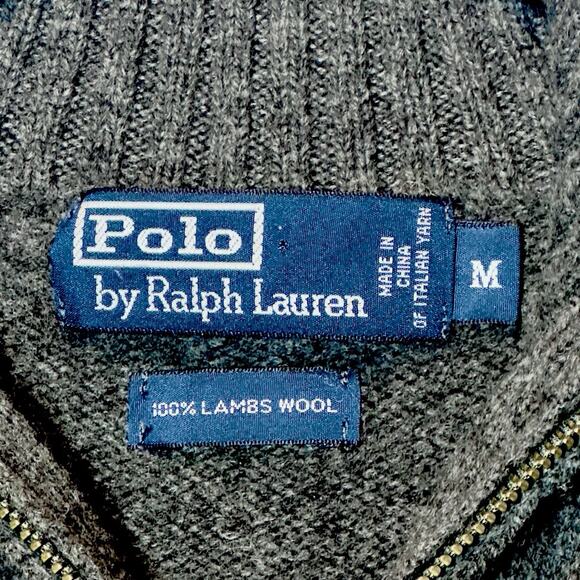 Polo
by Ralph Lauren
MADE IN
CHINA
OF ITALIAN YARN
M
100% LAMBS WOOL